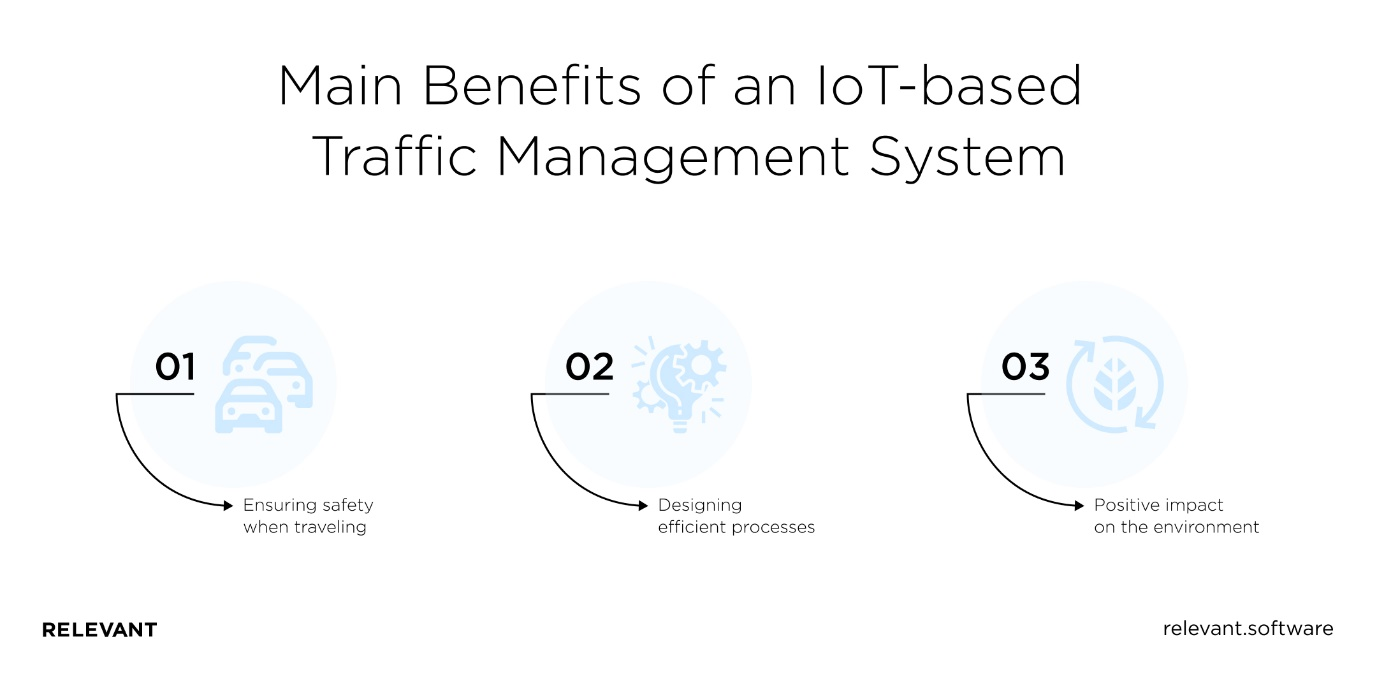 Main Benefits of an IoT-based
Traffic Management System
01
Ensuring safety
when traveling
02
Designing
efficient processes
03
Positive impact
on the environment
RELEVANT
relevant.software